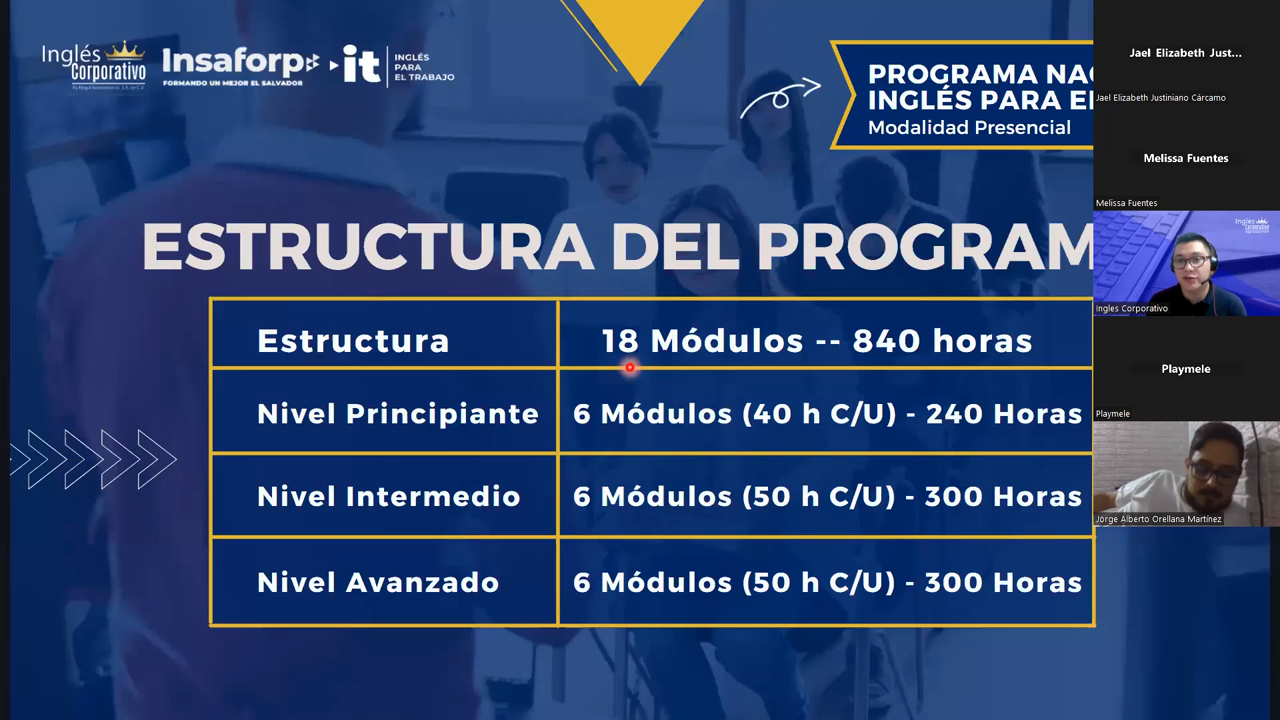 Inglés
Corporativo
Insaforp
FORMANDO UN MEJOR EL SALVADOR
it
INGLÉS
PARA
EL TRABAJO
PROGRAMA NAC
INGLÉS PARA E
Modalidad Presencial
ESTRUCTURA DEL PROGRAM
Estructura
18 Módulos -- 840 horas
Nivel Principiante
6 Módulos (40 h C/U) - 240 Horas
Nivel Intermedio
6 Módulos (50 h C/U) - 300 Horas
Nivel Avanzado
6 Módulos (50 h C/U) - 300 Horas
Jael Elizabeth Just...
Jael Elizabeth Justiniano Cárcamo
Melissa Fuentes
Melissa Fuentes
Inglés
Corporativo
Ingles Corporativo
Playmele
Playmele
Jorge Alberto Orellana Martínez